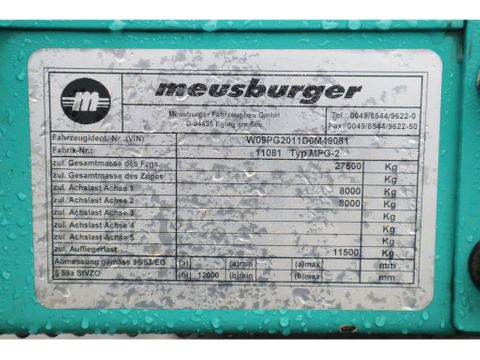 m meusburger
Meusburger Fahrzeugbau GmbH Tel.:0049/8544/9622-0
D-94535 Eging am See Fax:0049/8544/9622-50
Fahrzeugident.-Nr.:(VIN) W09PG2011D0M49081
Fabrik-Nr.: 11081 Typ MPG-2
zul. Gesamtmasse des Fzgs. 27500 Kg
zul. Gesamtmasse des Zuges Kg
zul. Achslast Achse 1 8000 Kg
zul. Achslast Achse 2 8000 Kg
zul. Achslast Achse 3 Kg
zul. Achslast Achse 4 Kg
zul. Achslast Achse 5 Kg
zul. Aufliegerlast 11500 Kg
Abmessung gemäss 96/53/EG (a) (a)min (a)max mm
§ 59a StVZO (b) 12000 (b)min (b)max mm